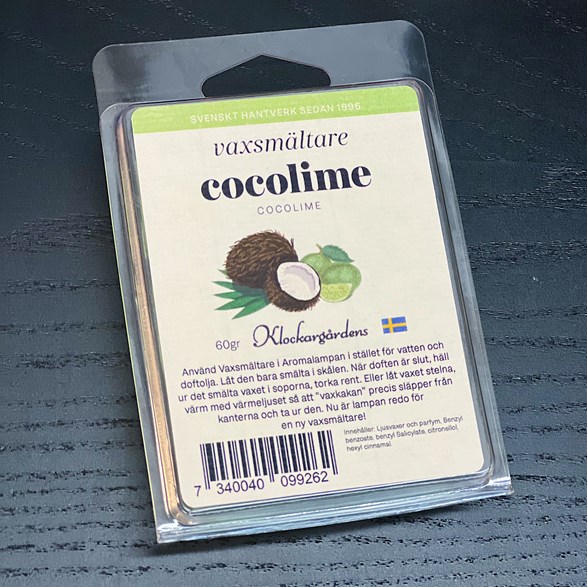 SVENSKT HANTVERK SEDAN 1996
vaxsmältare
cocolime
COCOLIME
60gr Klockargårdens
Använd Vaxsmältare i Aromalampan i stället för vatten och
doftolja. Låt den bara smälta i skålen. När doften är slut, häll
ur det smälta vaxet i soporna, torka rent. Eller låt vaxet stelna,
värm med värmeljuset så att "vaxkakan" precis släpper från
kanterna och ta ur den. Nu är lampan redo för
en ny vaxsmältare!
Innehåller: Ljusvaxer och parfym, Benzyl
benzoate, benzyl Salicylate, citronellol,
hexyl cinnamal.
7 340040 099262